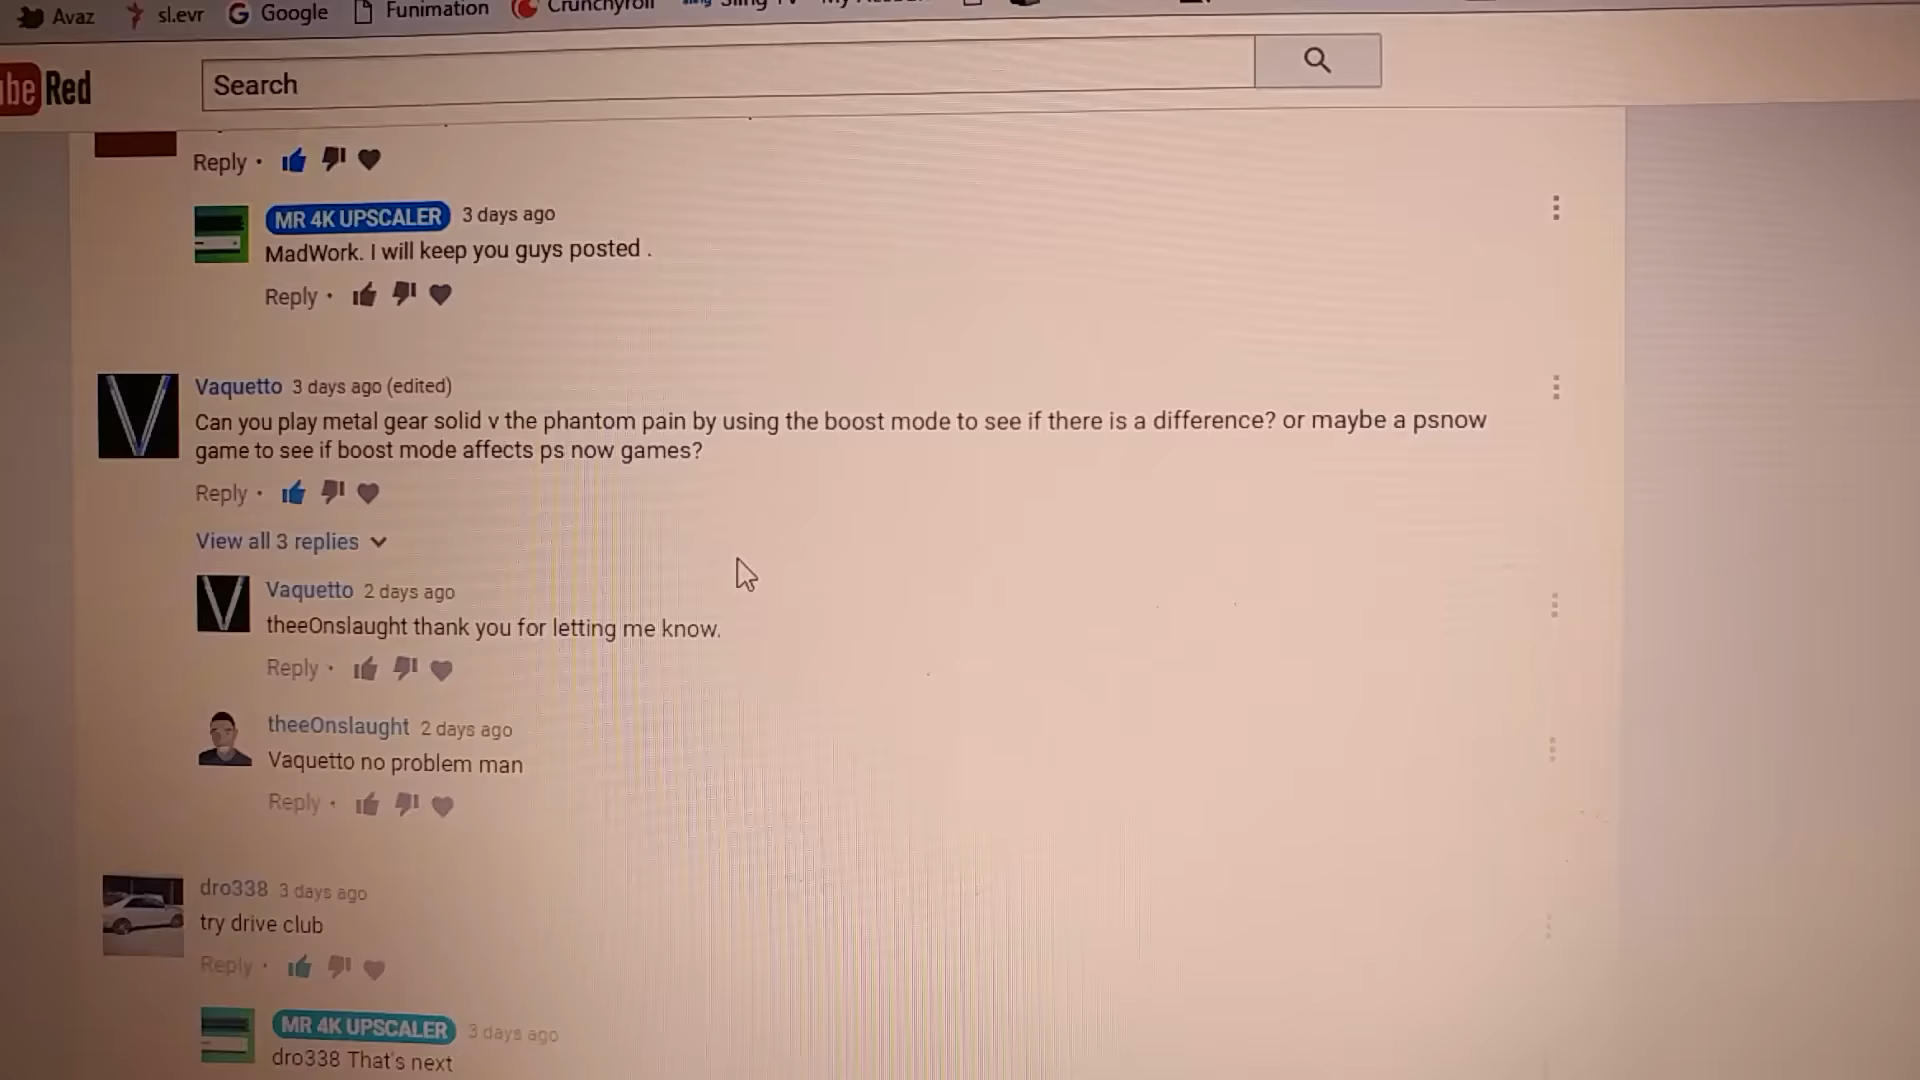 Avaz sl.evr Google Funimation Crunchyroll
be Red Search
Reply •
MR 4K UPSCALER 3 days ago
MadWork. I will keep you guys posted .
Reply •
Vaquetto 3 days ago (edited)
Can you play metal gear solid v the phantom pain by using the boost mode to see if there is a difference? or maybe a psnow
game to see if boost mode affects ps now games?
Reply •
View all 3 replies
Vaquetto 2 days ago
theeOnslaught thank you for letting me know.
Reply •
theeOnslaught 2 days ago
Vaquetto no problem man
Reply •
dro338 3 days ago
try drive club
Reply •
MR 4K UPSCALER 3 days ago
dro338 That's next